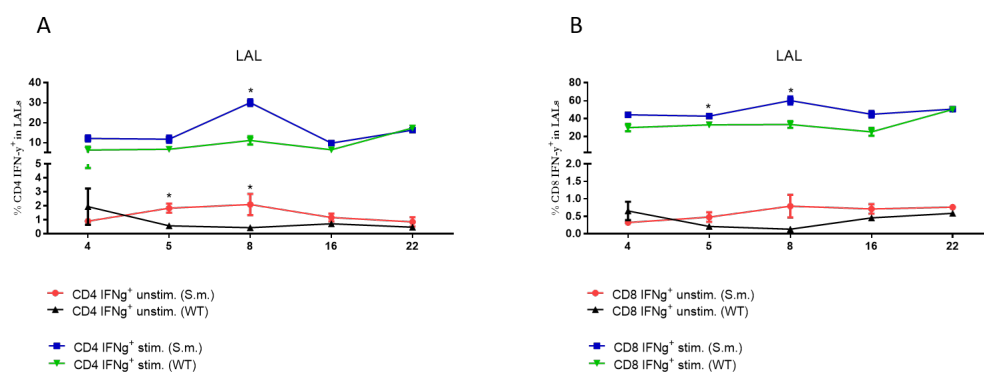 A
LAL
% CD4 IFN-γ+ in LALs
40
30
20
10
5
4
3
2
1
0
*
*
*
4 5 8 16 22
CD4 IFNg+ unstim. (S.m.)
CD4 IFNg+ unstim. (WT)
CD4 IFNg+ stim. (S.m.)
CD4 IFNg+ stim. (WT)
B
LAL
% CD8 IFN-γ+ in LALs
80
60
40
20
2.0
1.5
1.0
0.5
0.0
*
*
4 5 8 16 22
CD8 IFNg+ unstim. (S.m.)
CD8 IFNg+ unstim. (WT)
CD8 IFNg+ stim. (S.m.)
CD8 IFNg+ stim. (WT)